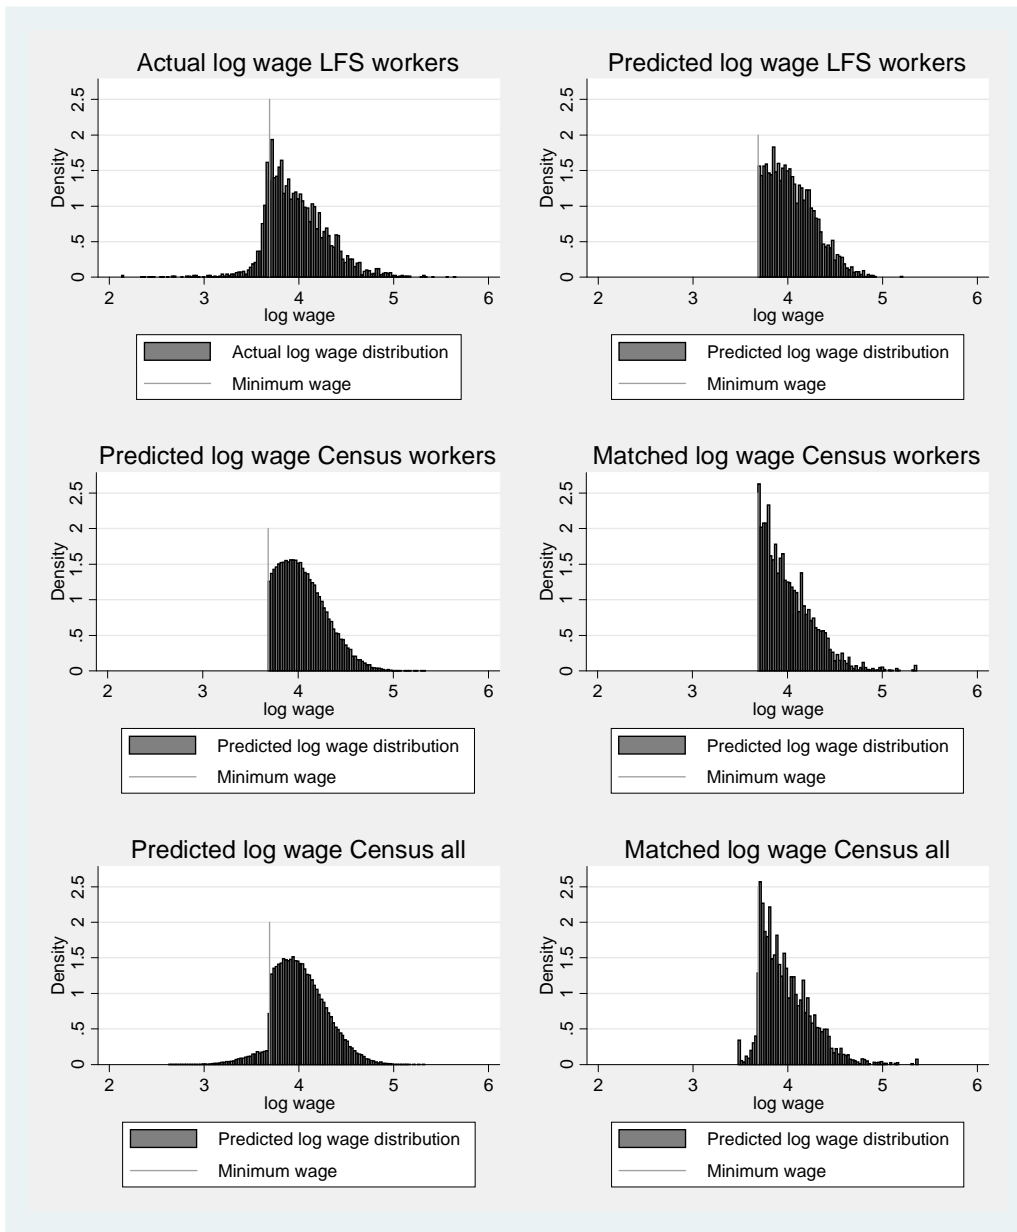 Actual log wage LFS workers
Density
0 .5 1 1.5 2 2.5
2 3 4 5 6
log wage
Actual log wage distribution
Minimum wage
Predicted log wage LFS workers
Density
0 .5 1 1.5 2 2.5
2 3 4 5 6
log wage
Predicted log wage distribution
Minimum wage
Predicted log wage Census workers
Density
0 .5 1 1.5 2 2.5
2 3 4 5 6
log wage
Predicted log wage distribution
Minimum wage
Matched log wage Census workers
Density
0 .5 1 1.5 2 2.5
2 3 4 5 6
log wage
Predicted log wage distribution
Minimum wage
Predicted log wage Census all
Density
0 .5 1 1.5 2 2.5
2 3 4 5 6
log wage
Predicted log wage distribution
Minimum wage
Matched log wage Census all
Density
0 .5 1 1.5 2 2.5
2 3 4 5 6
log wage
Predicted log wage distribution
Minimum wage